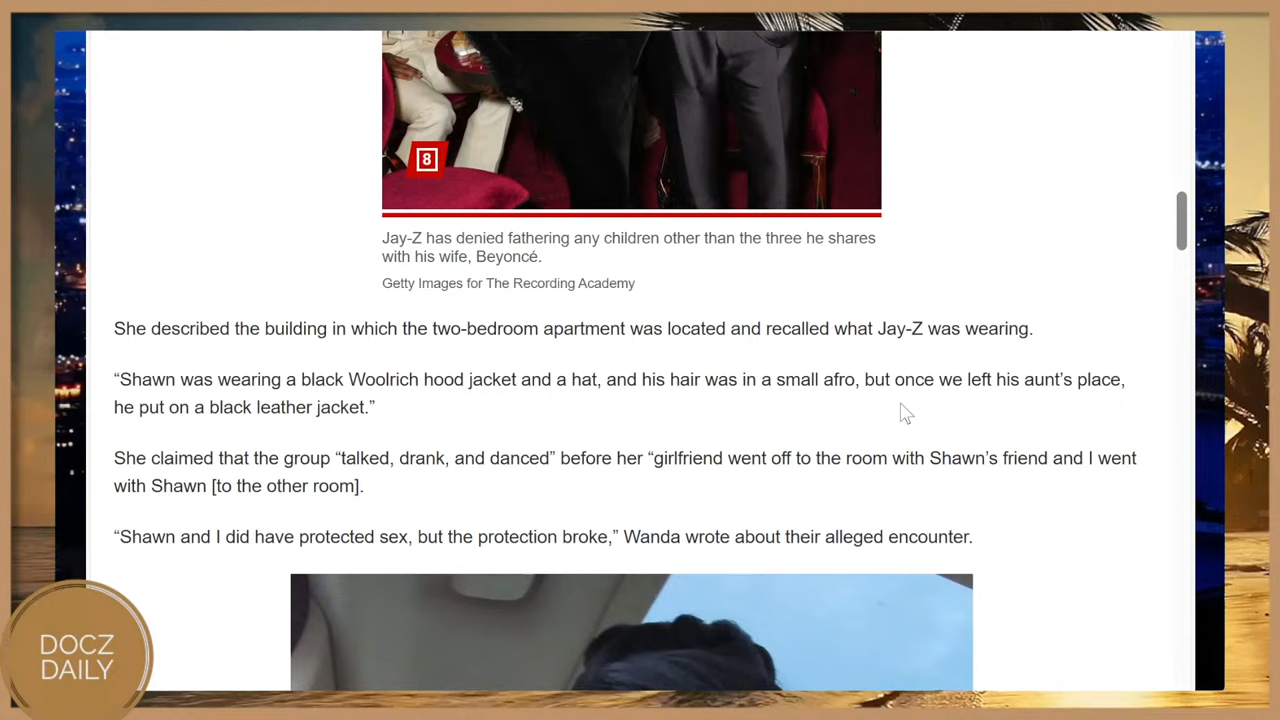 8
Jay-Z has denied fathering any children other than the three he shares
with his wife, Beyoncé.
Getty Images for The Recording Academy
She described the building in which the two-bedroom apartment was located and recalled what Jay-Z was wearing.
“Shawn was wearing a black Woolrich hood jacket and a hat, and his hair was in a small afro, but once we left his aunt’s place,
he put on a black leather jacket.”
She claimed that the group “talked, drank, and danced” before her “girlfriend went off to the room with Shawn’s friend and I went
with Shawn [to the other room].
“Shawn and I did have protected sex, but the protection broke,” Wanda wrote about their alleged encounter.
DOCZ
DAILY